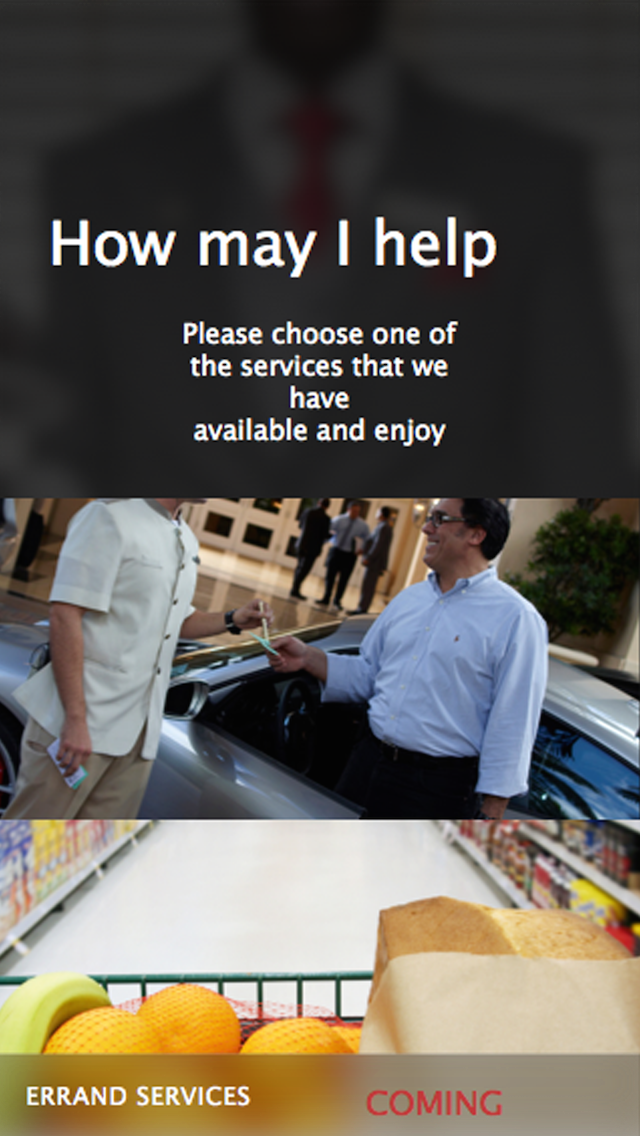 How may I help
Please choose one of
the services that we
have
available and enjoy
ERRAND SERVICES
COMING